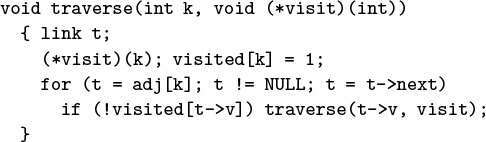 void traverse(int k, void (*visit)(int))
{ link t;
(*visit)(k); visited[k] = 1;
for (t = adj[k]; t != NULL; t = t->next)
if (!visited[t->v]) traverse(t->v, visit);
}